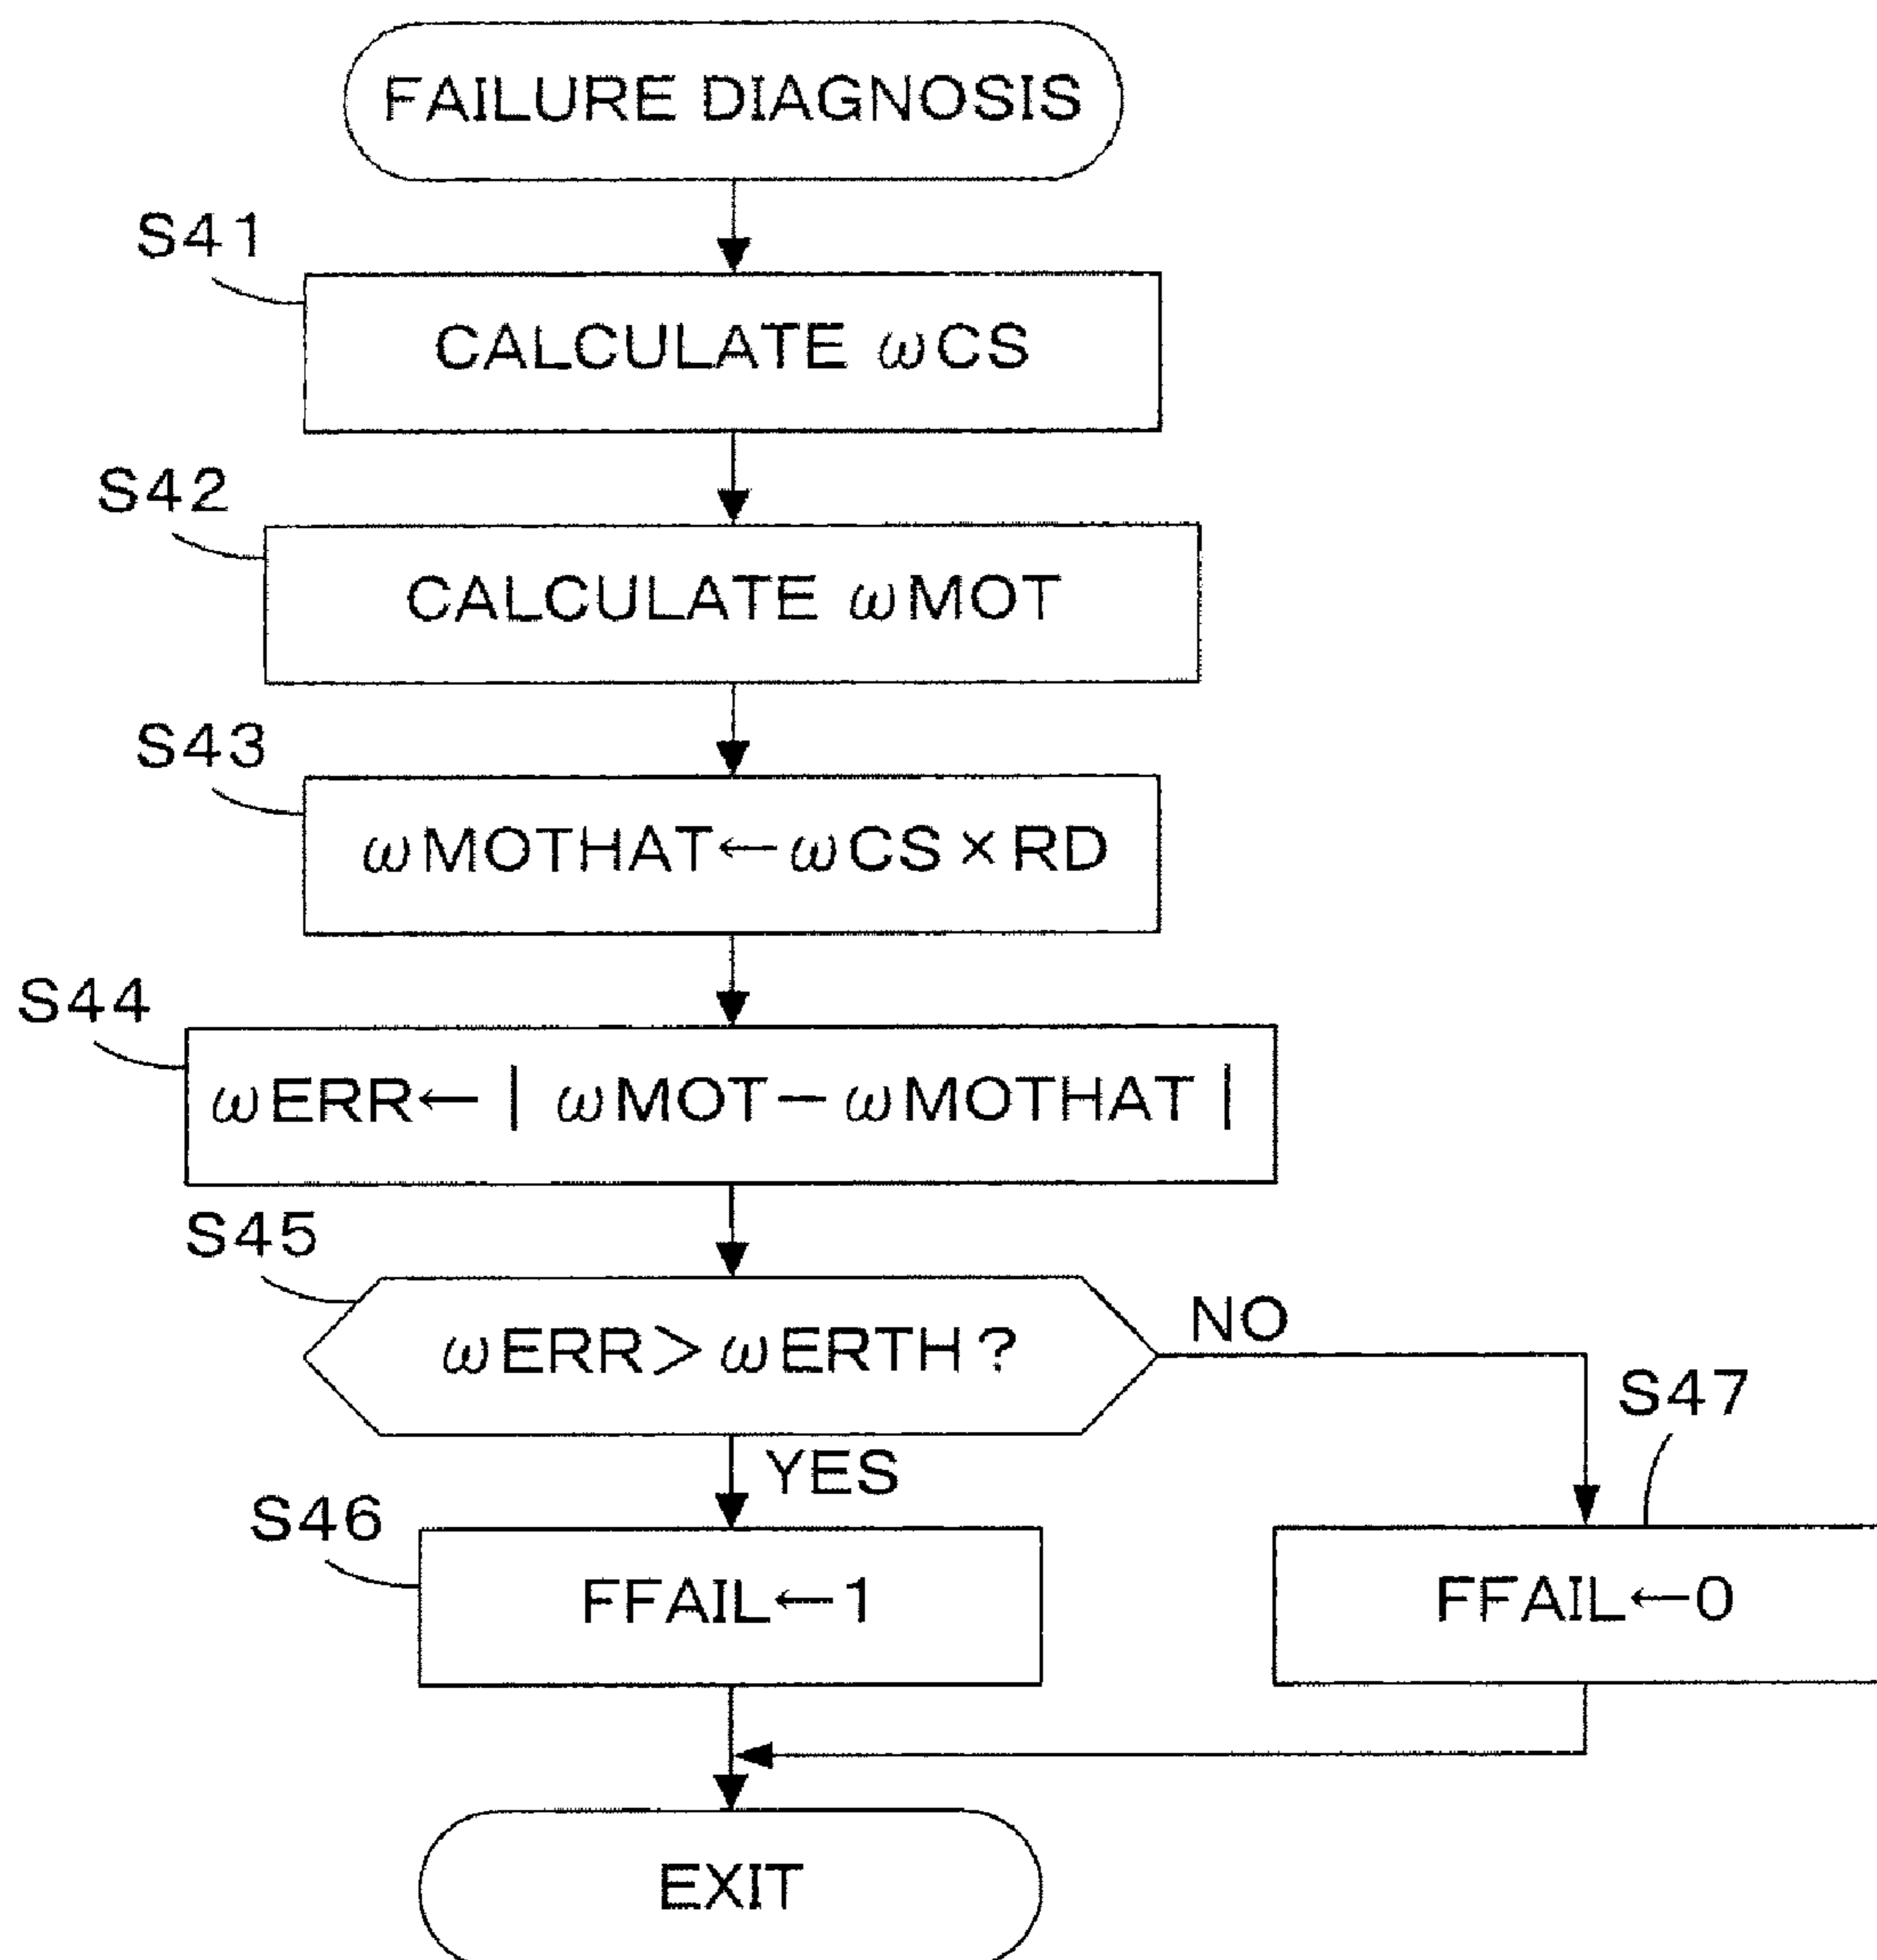 FAILURE DIAGNOSIS
S41
CALCULATE ωCS
S42
CALCULATE ωMOT
S43
ωMOTHAT←ωCS×RD
S44
ωERR←|ωMOT−ωMOTHAT|
S45
ωERR>ωERTH?
NO
YES
S46
FFAIL←1
S47
FFAIL←0
EXIT